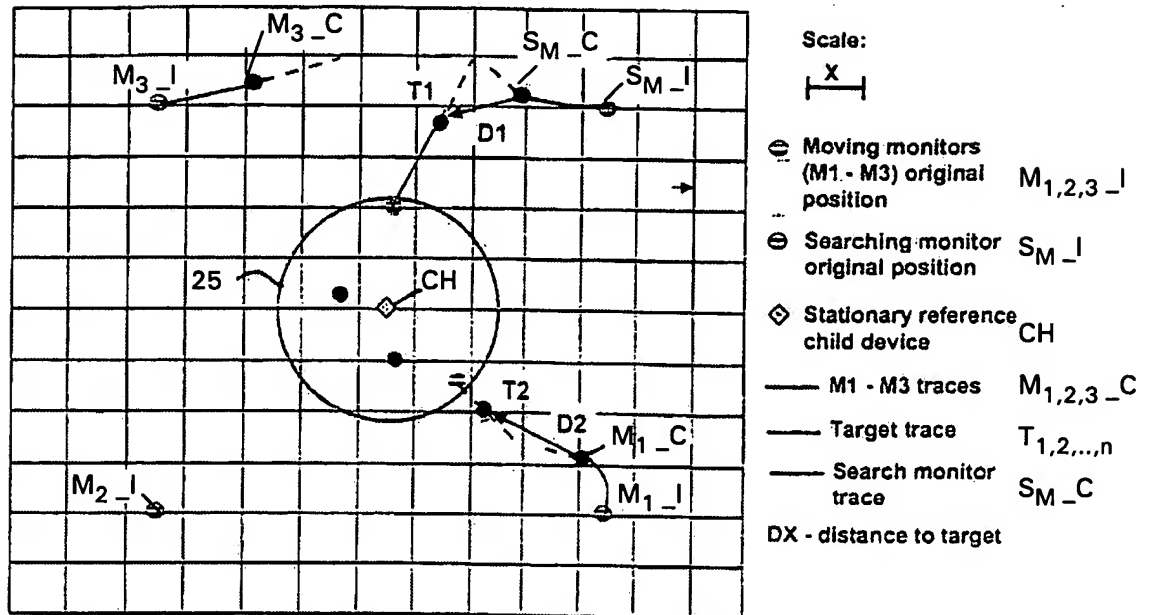 M3_C
M3_I
SM_C
SM_I
T1
D1
25
CH
T2
D2
M1_C
M2_I
M1_I
Scale:
X
Moving monitors
(M1 - M3) original
position
M1,2,3_I
Searching monitor
original position
SM_I
Stationary reference
child device
CH
M1 - M3 traces
M1,2,3_C
Target trace
T1,2,..,n
Search monitor
trace
SM_C
DX - distance to target